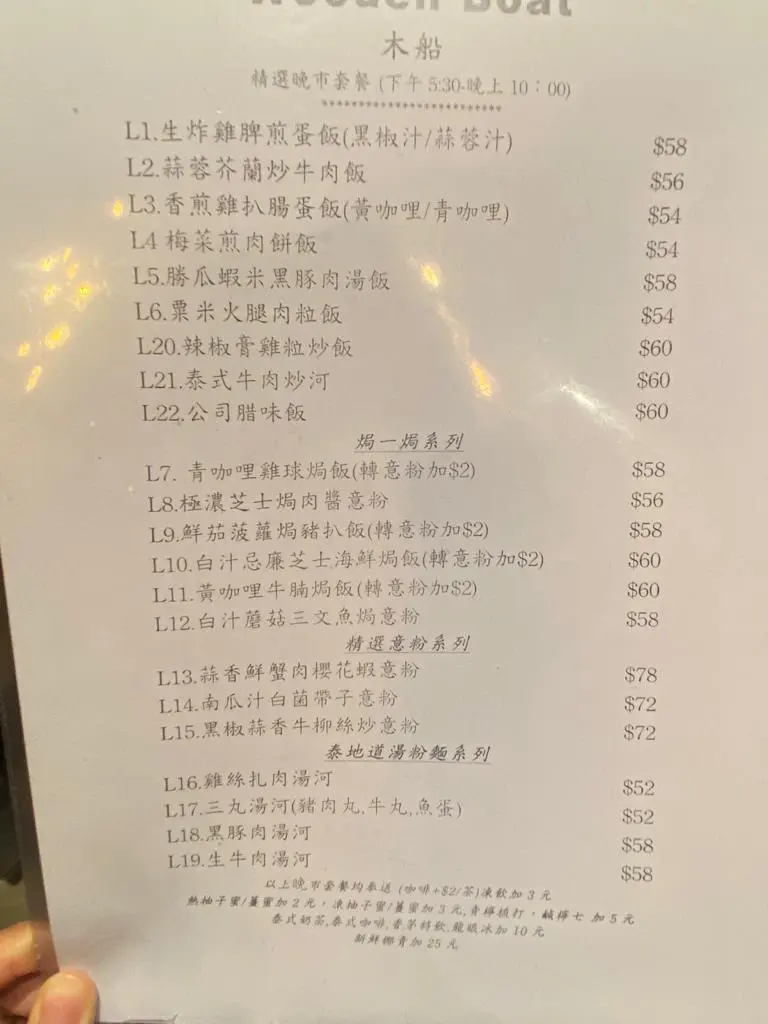 Wooden Boat
木船
精選晚市套餐 (下午 5:30-晚上 10：00)
********************
L1.生炸雞脾煎蛋飯(黑椒汁/蒜蓉汁) $58
L2.蒜蓉芥蘭炒牛肉飯 $56
L3.香煎雞扒腸蛋飯(黃咖哩/青咖哩) $54
L4 梅菜煎肉餅飯 $54
L5.勝瓜蝦米黑豚肉湯飯 $58
L6.粟米火腿肉粒飯 $54
L20.辣椒膏雞粒炒飯 $60
L21.泰式牛肉炒河 $60
L22.公司腊味飯 $60
焗一焗系列
L7. 青咖哩雞球焗飯(轉意粉加$2) $58
L8.極濃芝士焗肉醬意粉 $56
L9.鮮茄菠蘿焗豬扒飯(轉意粉加$2) $58
L10.白汁忌廉芝士海鮮焗飯(轉意粉加$2) $60
L11.黃咖哩牛腩焗飯(轉意粉加$2) $60
L12.白汁蘑菇三文魚焗意粉 $58
精選意粉系列
L13.蒜香鮮蟹肉櫻花蝦意粉 $78
L14.南瓜汁白菌帶子意粉 $72
L15.黑椒蒜香牛柳絲炒意粉 $72
泰地道湯粉麵系列
L16.雞絲扎肉湯河 $52
L17.三丸湯河(豬肉丸,牛丸,魚蛋) $52
L18.黑豚肉湯河 $58
L19.生牛肉湯河 $58
以上晚市套餐均奉送 (咖啡+$2/茶)凍飲加 3 元
熱柚子蜜/薑蜜加 2 元，凍柚子蜜/薑蜜加 3 元,青檸梳打，鹹檸七 加 5 元
泰式奶茶,泰式咖啡,香茅特飲,龍眼冰加 10 元
新鮮椰青加 25 元